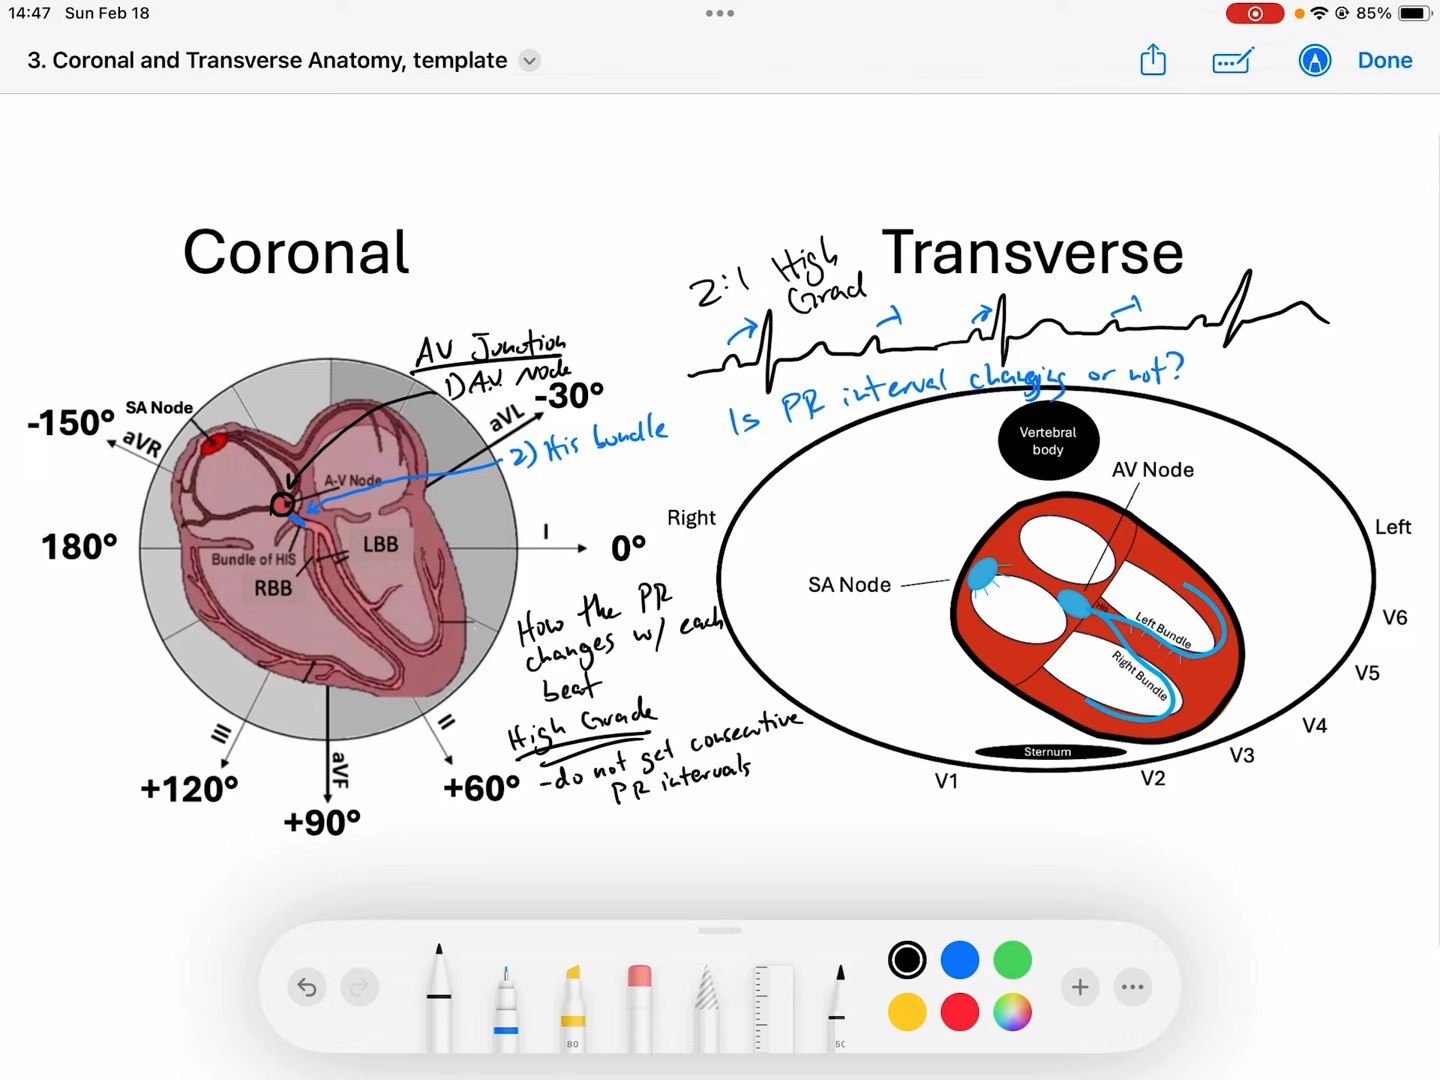 14:47 Sun Feb 18
85%
3. Coronal and Transverse Anatomy, template
Done
Coronal
Transverse
2:1 High
Grad
Is PR interval changing or not?
AV Junction
AV Node
-30°
aVL
2) His bundle
-150°
SA Node
aVR
A-V Node
180°
Bundle of HIS
LBB
RBB
I
0°
How the PR
changes w/ each
beat
High Grade
-do not get consecutive
PR intervals
III
+120°
aVF
+90°
II
+60°
Vertebral
body
AV Node
Right
Left
SA Node
His
Left Bundle
Right Bundle
Sternum
V1
V2
V3
V4
V5
V6
80
50